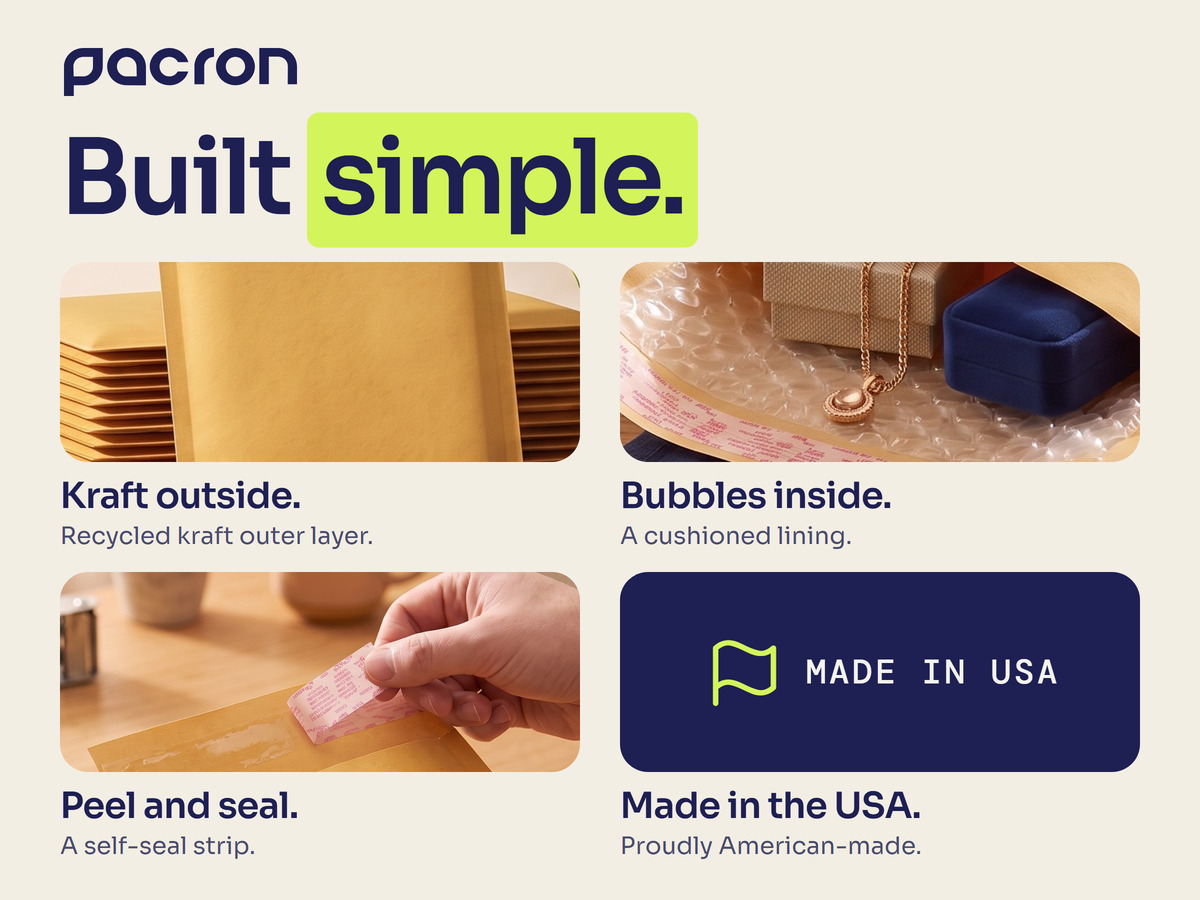 pacron
Built simple.
Kraft outside.
Recycled kraft outer layer.
Bubbles inside.
A cushioned lining.
MADE IN USA
Peel and seal.
A self-seal strip.
Made in the USA.
Proudly American-made.